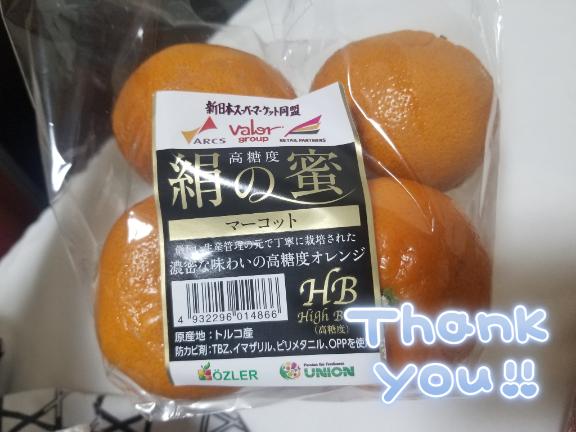 新日本スーパーマーケット同盟
ARCS valor group RETAIL PARTNERS
高糖度
絹の蜜
マーコット
厳しい生産管理の元で丁寧に栽培された
濃密な味わいの高糖度オレンジ
4 932296 014866
HB
High B
(高糖度)
原産地：トルコ産
防カビ剤：TBZ、イマザリル、ピリメタニル、OPPを使
ÖZLER UNION
Thank
you!!